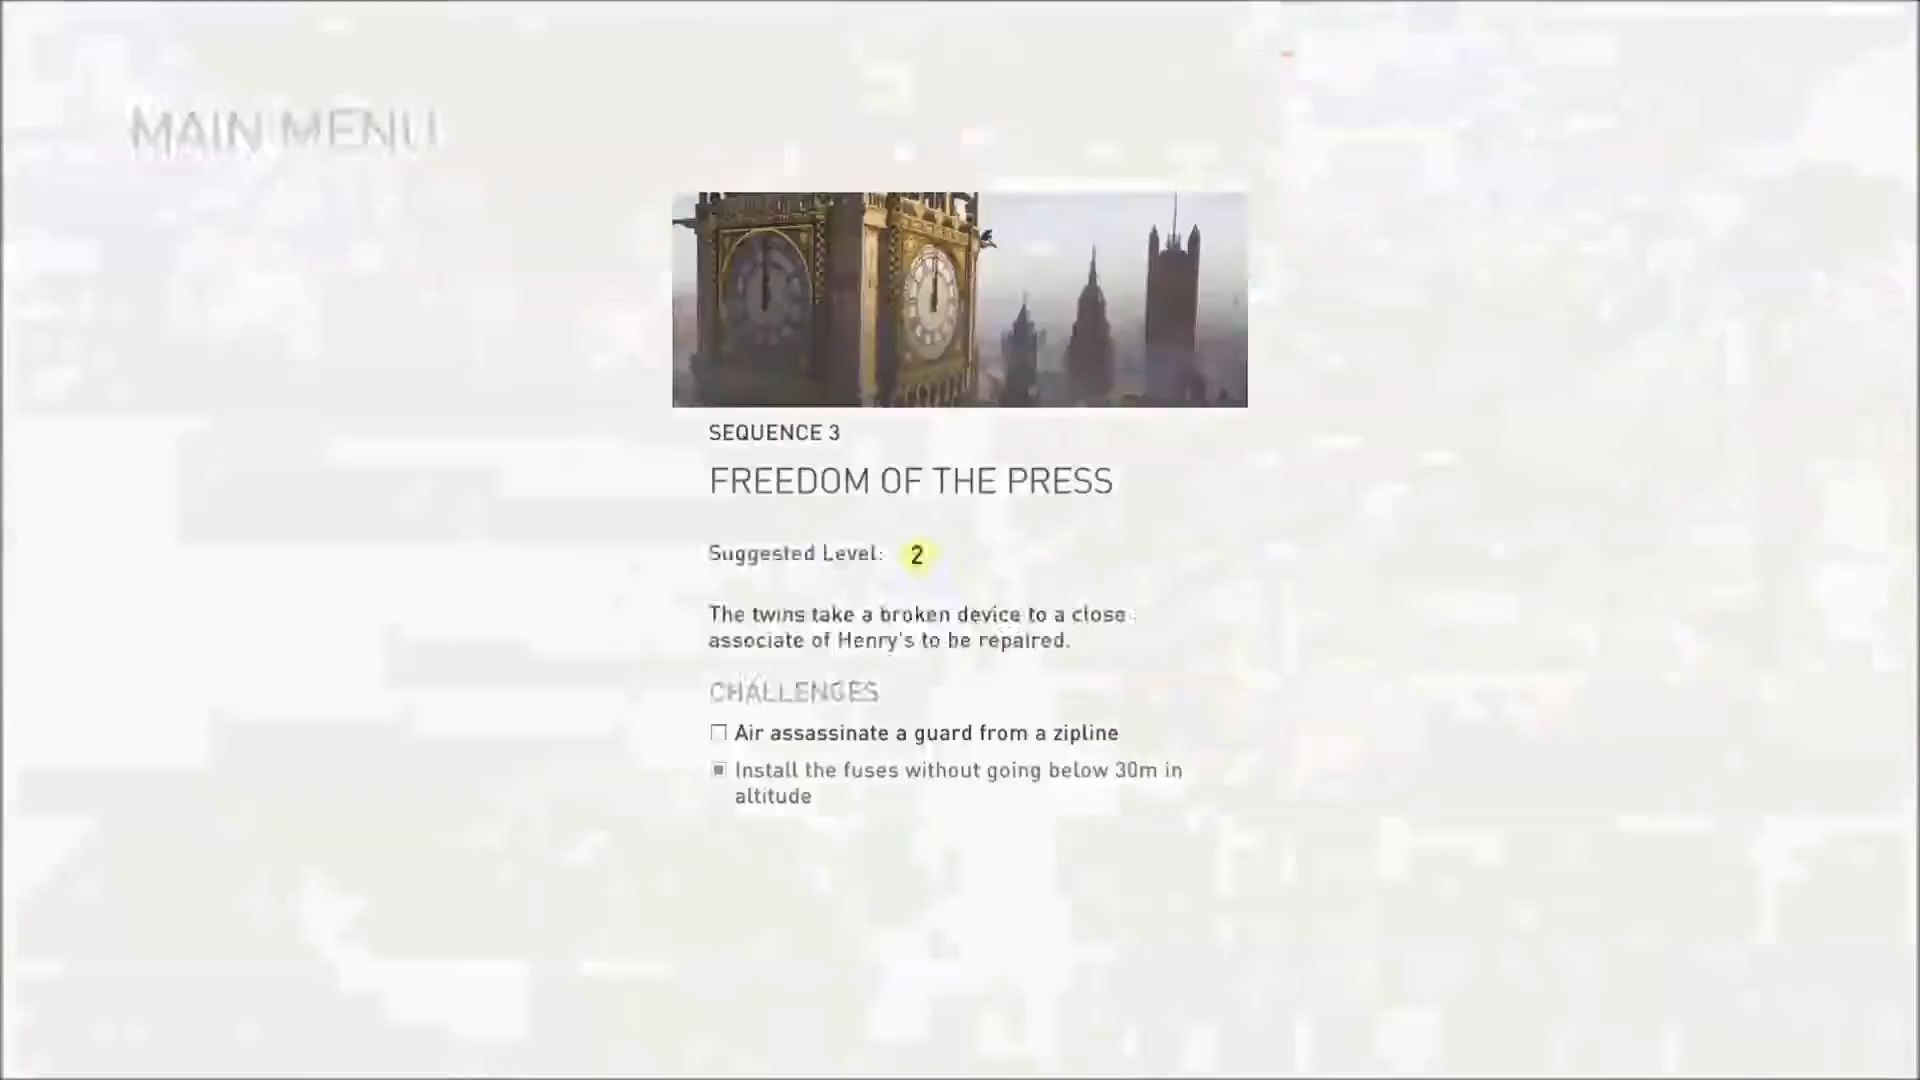 MAIN MENU
SEQUENCE 3
FREEDOM OF THE PRESS
Suggested Level: 2
The twins take a broken device to a close
associate of Henry's to be repaired.
CHALLENGES
Air assassinate a guard from a zipline
Install the fuses without going below 30m in
altitude